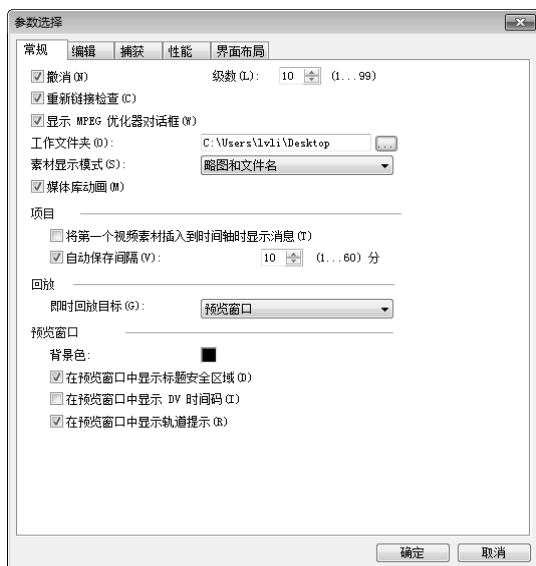 参数选择
常规 编辑 捕获 性能 界面布局
撤消(N) 级数(L): 10 (1...99)
重新链接检查(C)
显示 MPEG 优化器对话框(W)
工作文件夹(O): C:\Users\lvli\Desktop ...
素材显示模式(S): 略图和文件名
媒体库动画(M)
项目
将第一个视频素材插入到时间轴时显示消息(T)
自动保存间隔(V): 10 (1...60) 分
回放
即时回放目标(G): 预览窗口
预览窗口
背景色:
在预览窗口中显示标题安全区域(D)
在预览窗口中显示 DV 时间码(I)
在预览窗口中显示轨道提示(R)
确定 取消